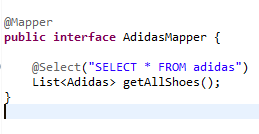 @Mapper
public interface AdidasMapper {
@Select("SELECT * FROM adidas")
List<Adidas> getAllShoes();
}